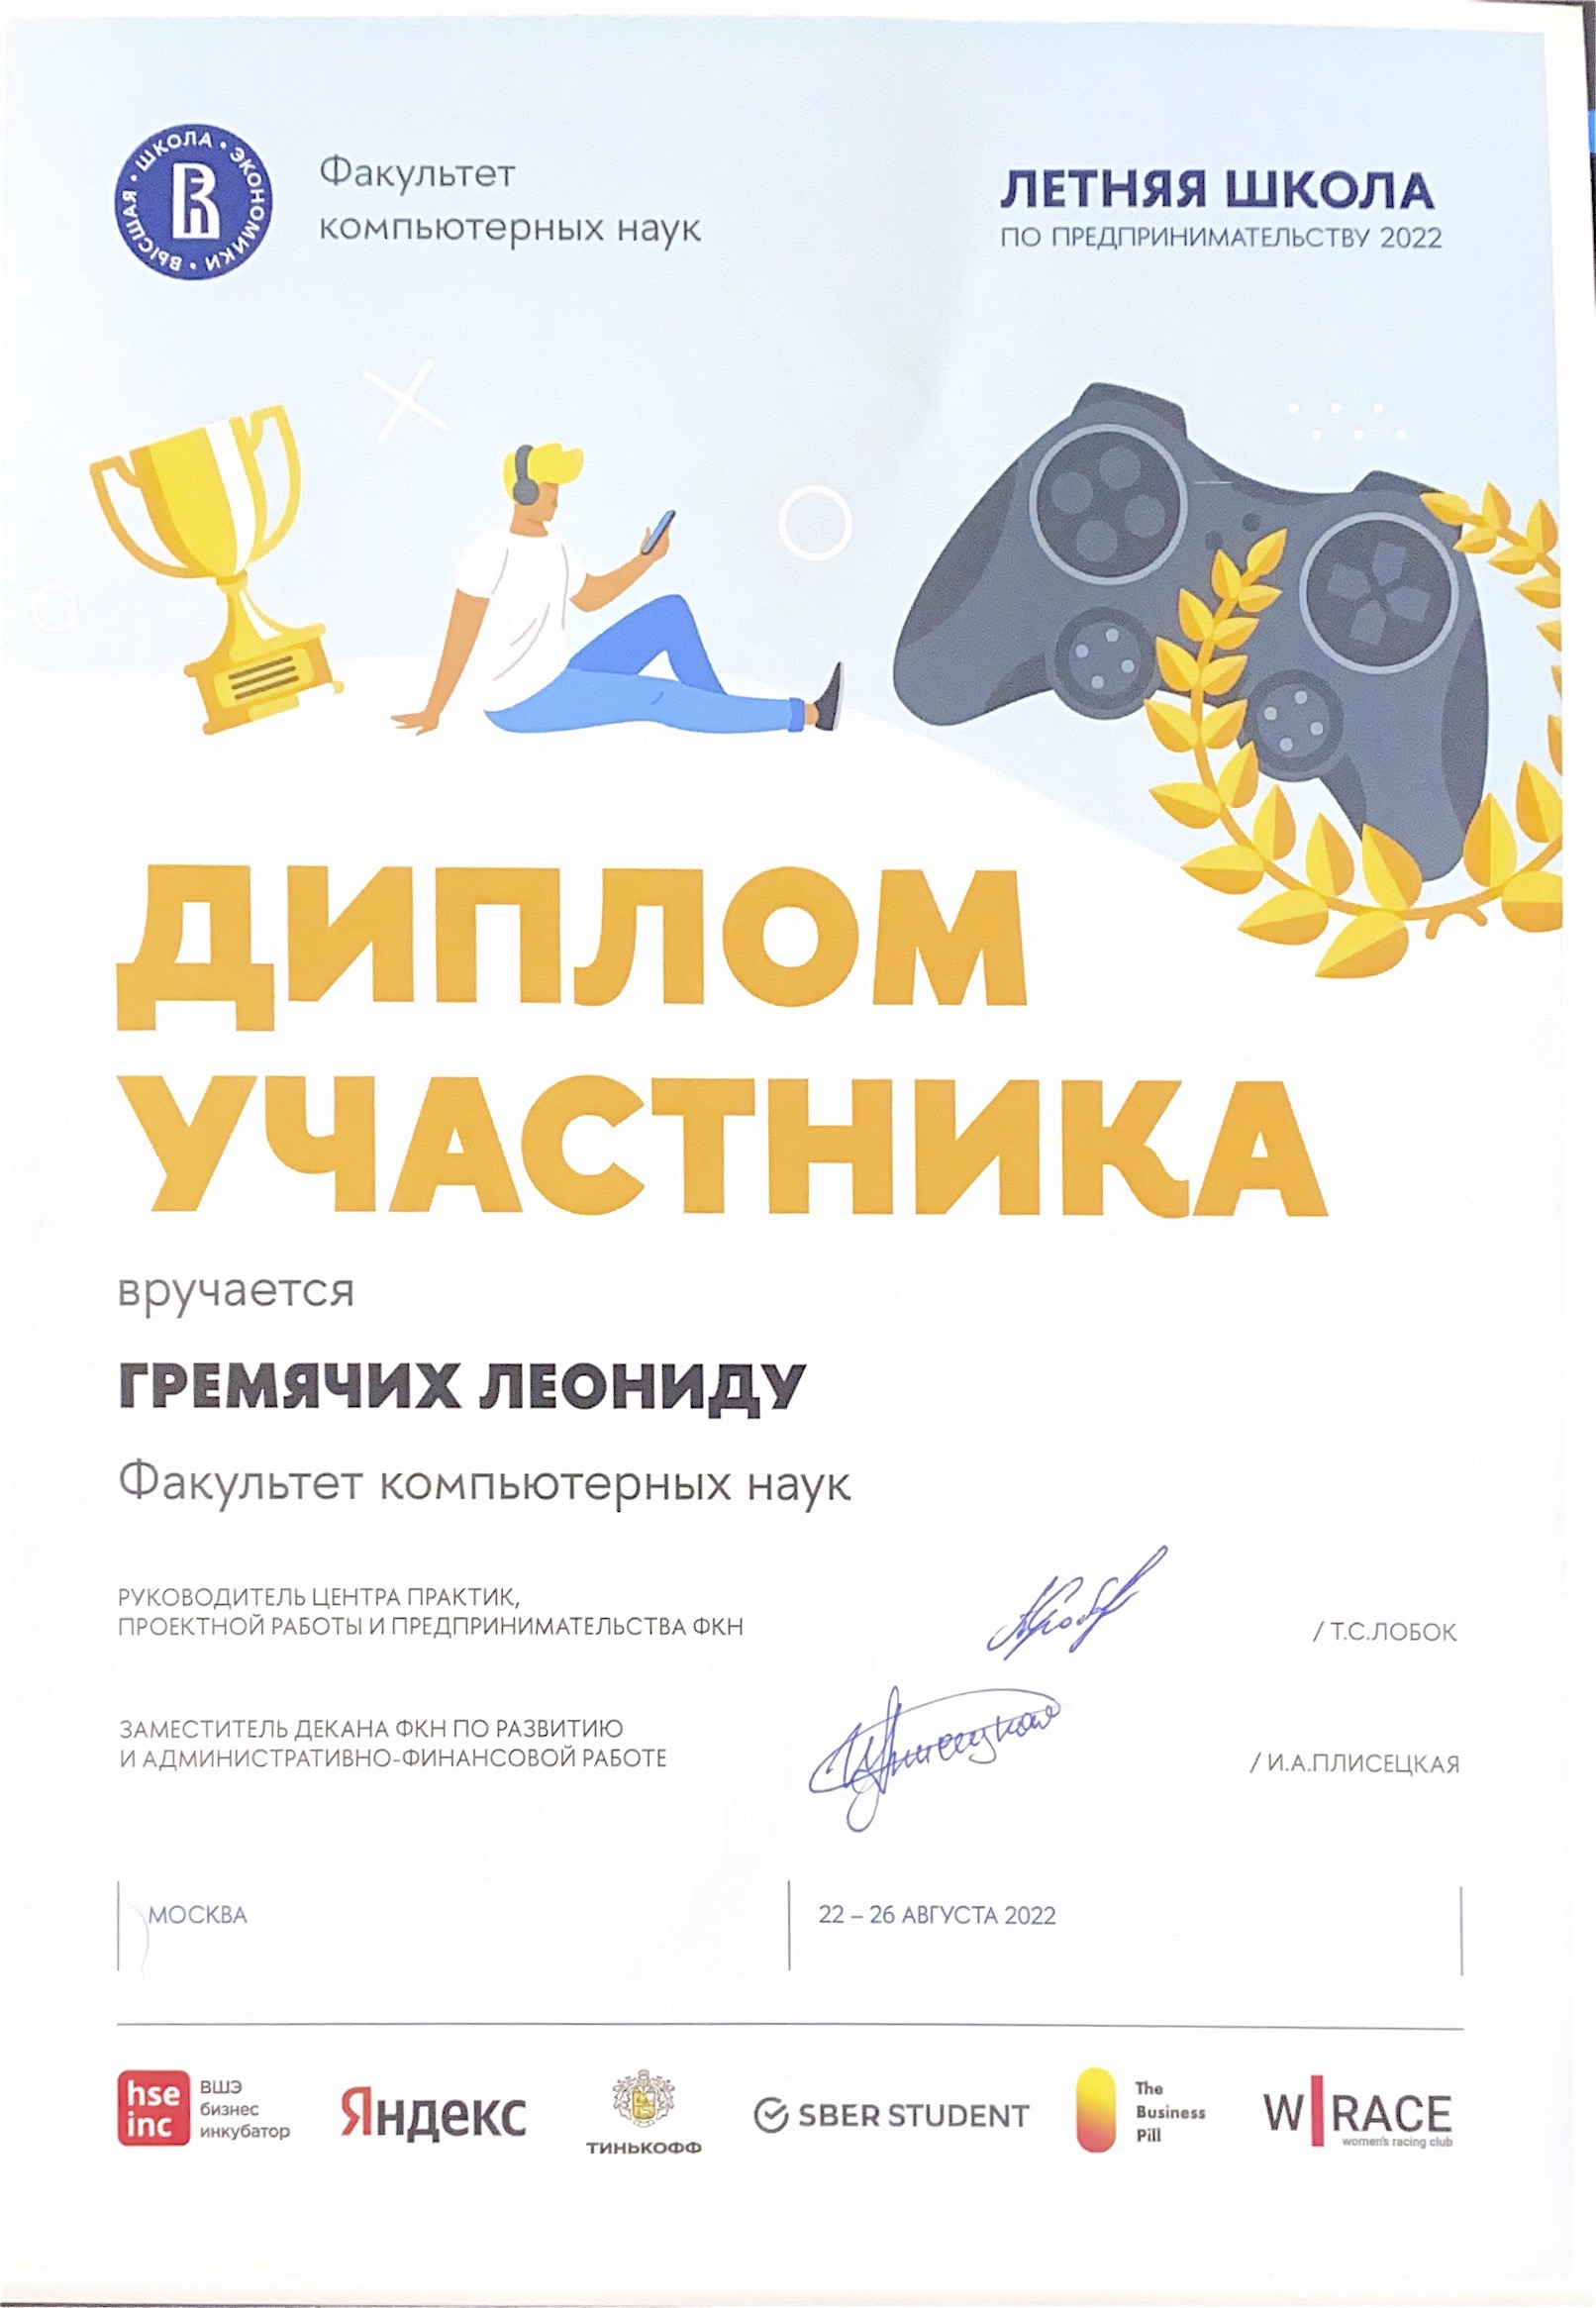 ВЫСШАЯ • ШКОЛА • ЭКОНОМИКИ •
Факультет
компьютерных наук
ЛЕТНЯЯ ШКОЛА
ПО ПРЕДПРИНИМАТЕЛЬСТВУ 2022
ДИПЛОМ
УЧАСТНИКА
вручается
ГРЕМЯЧИХ ЛЕОНИДУ
Факультет компьютерных наук
РУКОВОДИТЕЛЬ ЦЕНТРА ПРАКТИК,
ПРОЕКТНОЙ РАБОТЫ И ПРЕДПРИНИМАТЕЛЬСТВА ФКН
/ Т.С.ЛОБОК
ЗАМЕСТИТЕЛЬ ДЕКАНА ФКН ПО РАЗВИТИЮ
И АДМИНИСТРАТИВНО-ФИНАНСОВОЙ РАБОТЕ
/ И.А.ПЛИСЕЦКАЯ
МОСКВА
22 – 26 АВГУСТА 2022
hse
inc
ВШЭ
бизнес
инкубатор
Яндекс
ТИНЬКОФФ
SBER STUDENT
The
Business
Pill
W|RACE
women's racing club